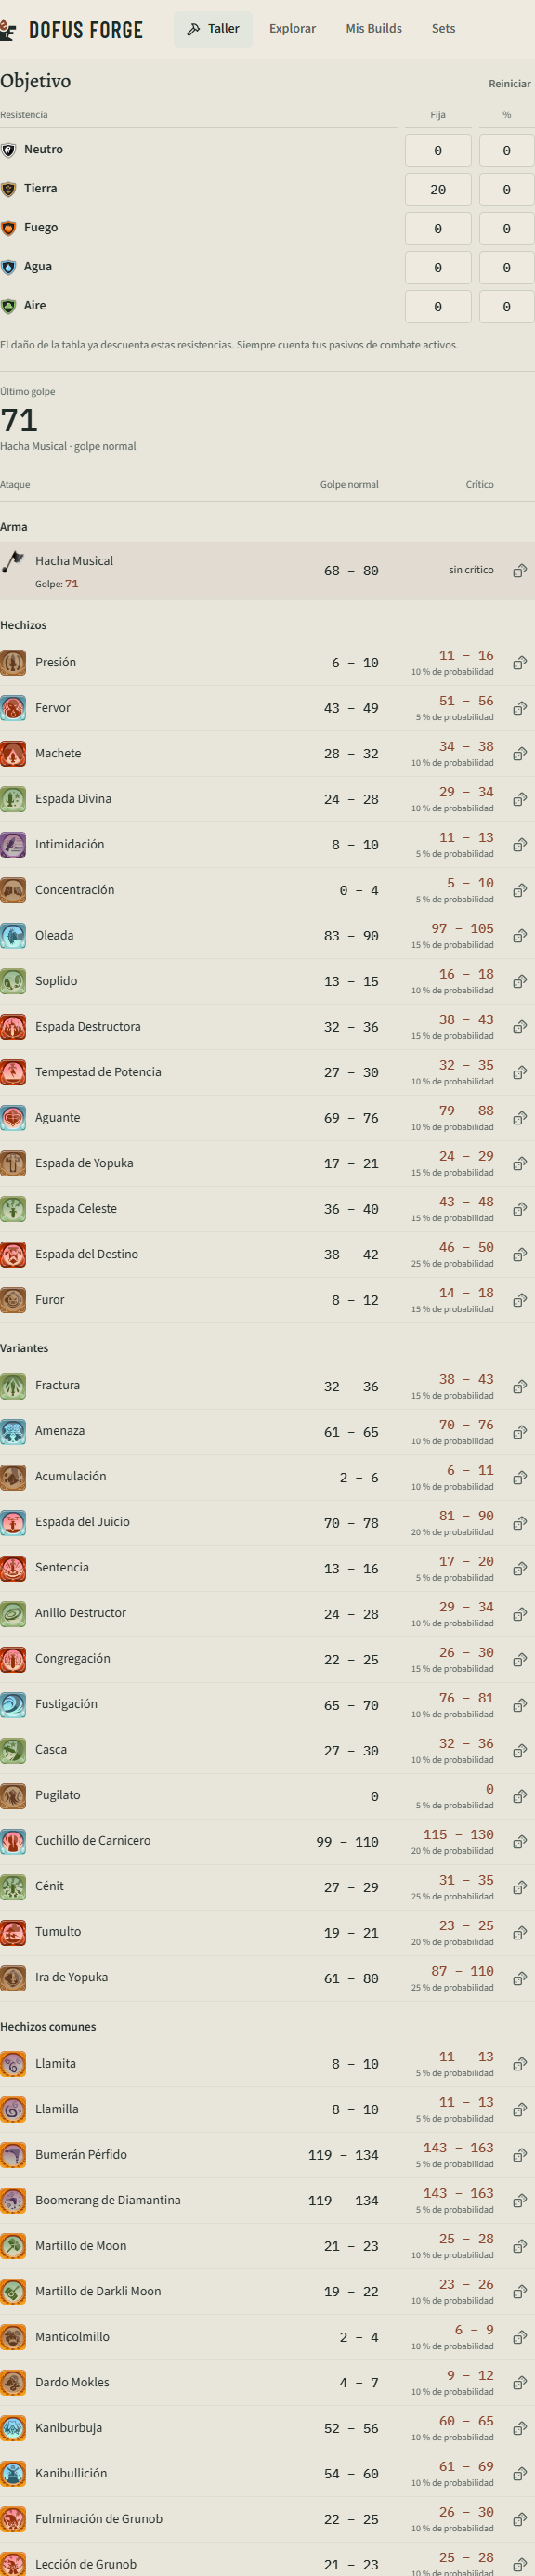 DOFUS FORGE Taller Explorar Mis Builds Sets
Objetivo Reiniciar
Resistencia Fija %
Neutro 0 0
Tierra 20 0
Fuego 0 0
Agua 0 0
Aire 0 0
El daño de la tabla ya descuenta estas resistencias. Siempre cuenta tus pasivos de combate activos.
Último golpe
71
Hacha Musical · golpe normal
Ataque Golpe normal Crítico
Arma
Hacha Musical 68 – 80 sin crítico
Golpe: 71
Hechizos
Presión 6 – 10 11 – 16
10 % de probabilidad
Fervor 43 – 49 51 – 56
5 % de probabilidad
Machete 28 – 32 34 – 38
10 % de probabilidad
Espada Divina 24 – 28 29 – 34
10 % de probabilidad
Intimidación 8 – 10 11 – 13
5 % de probabilidad
Concentración 0 – 4 5 – 10
5 % de probabilidad
Oleada 83 – 90 97 – 105
15 % de probabilidad
Soplido 13 – 15 16 – 18
10 % de probabilidad
Espada Destructora 32 – 36 38 – 43
15 % de probabilidad
Tempestad de Potencia 27 – 30 32 – 35
10 % de probabilidad
Aguante 69 – 76 79 – 88
10 % de probabilidad
Espada de Yopuka 17 – 21 24 – 29
15 % de probabilidad
Espada Celeste 36 – 40 43 – 48
15 % de probabilidad
Espada del Destino 38 – 42 46 – 50
25 % de probabilidad
Furor 8 – 12 14 – 18
15 % de probabilidad
Variantes
Fractura 32 – 36 38 – 43
15 % de probabilidad
Amenaza 61 – 65 70 – 76
10 % de probabilidad
Acumulación 2 – 6 6 – 11
10 % de probabilidad
Espada del Juicio 70 – 78 81 – 90
20 % de probabilidad
Sentencia 13 – 16 17 – 20
5 % de probabilidad
Anillo Destructor 24 – 28 29 – 34
10 % de probabilidad
Congregación 22 – 25 26 – 30
15 % de probabilidad
Fustigación 65 – 70 76 – 81
10 % de probabilidad
Casca 27 – 30 32 – 36
10 % de probabilidad
Pugilato 0 0
5 % de probabilidad
Cuchillo de Carnicero 99 – 110 115 – 130
20 % de probabilidad
Cénit 27 – 29 31 – 35
25 % de probabilidad
Tumulto 19 – 21 23 – 25
20 % de probabilidad
Ira de Yopuka 61 – 80 87 – 110
25 % de probabilidad
Hechizos comunes
Llamita 8 – 10 11 – 13
5 % de probabilidad
Llamilla 8 – 10 11 – 13
5 % de probabilidad
Bumerán Pérfido 119 – 134 143 – 163
5 % de probabilidad
Boomerang de Diamantina 119 – 134 143 – 163
5 % de probabilidad
Martillo de Moon 21 – 23 25 – 28
10 % de probabilidad
Martillo de Darkli Moon 19 – 22 23 – 26
10 % de probabilidad
Manticolmillo 2 – 4 6 – 9
10 % de probabilidad
Dardo Mokles 4 – 7 9 – 12
10 % de probabilidad
Kaniburbuja 52 – 56 60 – 65
10 % de probabilidad
Kanibullición 54 – 60 61 – 69
10 % de probabilidad
Fulminación de Grunob 22 – 25 26 – 30
10 % de probabilidad
Lección de Grunob 21 – 23 25 – 28
10 % de probabilidad